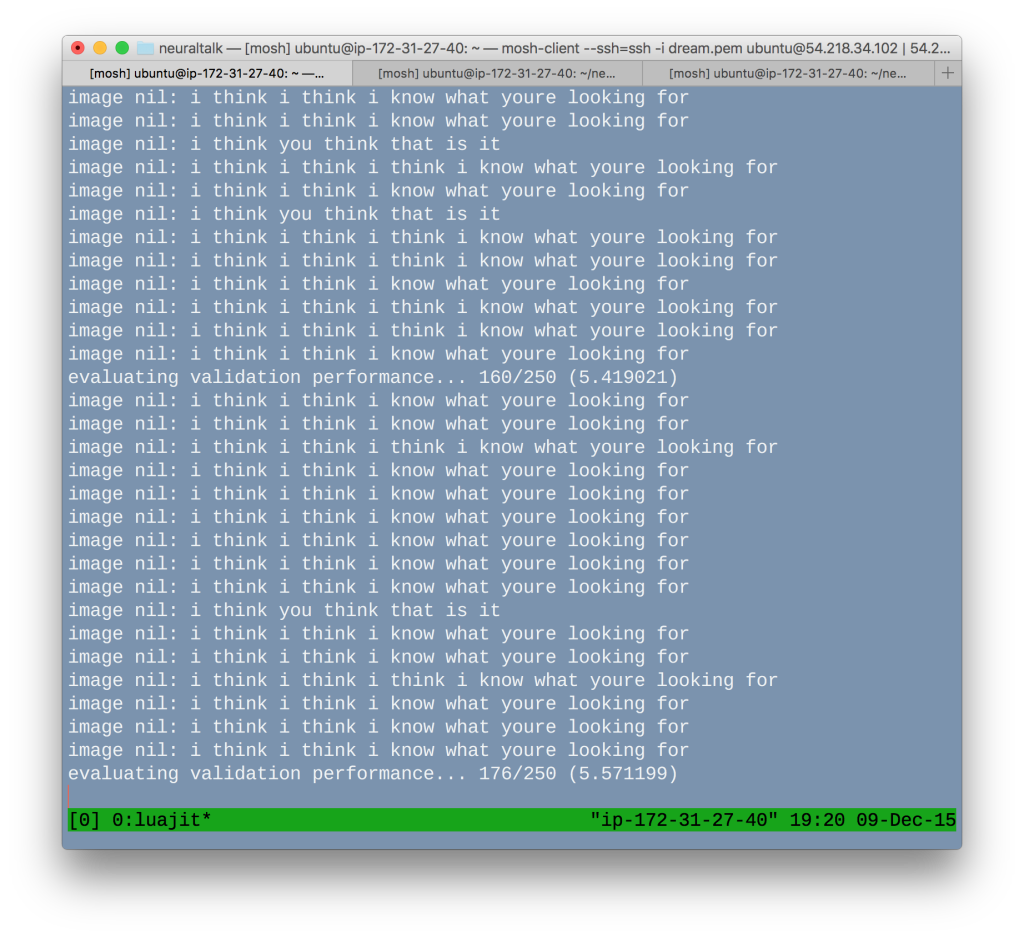 neuraltalk — [mosh] ubuntu@ip-172-31-27-40: ~ — mosh-client --ssh=ssh -i dream.pem ubuntu@54.218.34.102 | 54.2...
[mosh] ubuntu@ip-172-31-27-40: ~ —... [mosh] ubuntu@ip-172-31-27-40: ~/ne... [mosh] ubuntu@ip-172-31-27-40: ~/ne... +
image nil: i think i think i know what youre looking for
image nil: i think i think i know what youre looking for
image nil: i think you think that is it
image nil: i think i think i think i know what youre looking for
image nil: i think i think i know what youre looking for
image nil: i think you think that is it
image nil: i think i think i think i know what youre looking for
image nil: i think i think i think i know what youre looking for
image nil: i think i think i know what youre looking for
image nil: i think i think i think i know what youre looking for
image nil: i think i think i think i know what youre looking for
image nil: i think i think i know what youre looking for
evaluating validation performance... 160/250 (5.419021)
image nil: i think i think i know what youre looking for
image nil: i think i think i know what youre looking for
image nil: i think i think i think i know what youre looking for
image nil: i think i think i know what youre looking for
image nil: i think i think i know what youre looking for
image nil: i think i think i know what youre looking for
image nil: i think i think i know what youre looking for
image nil: i think i think i know what youre looking for
image nil: i think i think i know what youre looking for
image nil: i think you think that is it
image nil: i think i think i know what youre looking for
image nil: i think i think i know what youre looking for
image nil: i think i think i think i know what youre looking for
image nil: i think i think i know what youre looking for
image nil: i think i think i know what youre looking for
image nil: i think i think i know what youre looking for
evaluating validation performance... 176/250 (5.571199)
[0] 0:luajit* "ip-172-31-27-40" 19:20 09-Dec-15